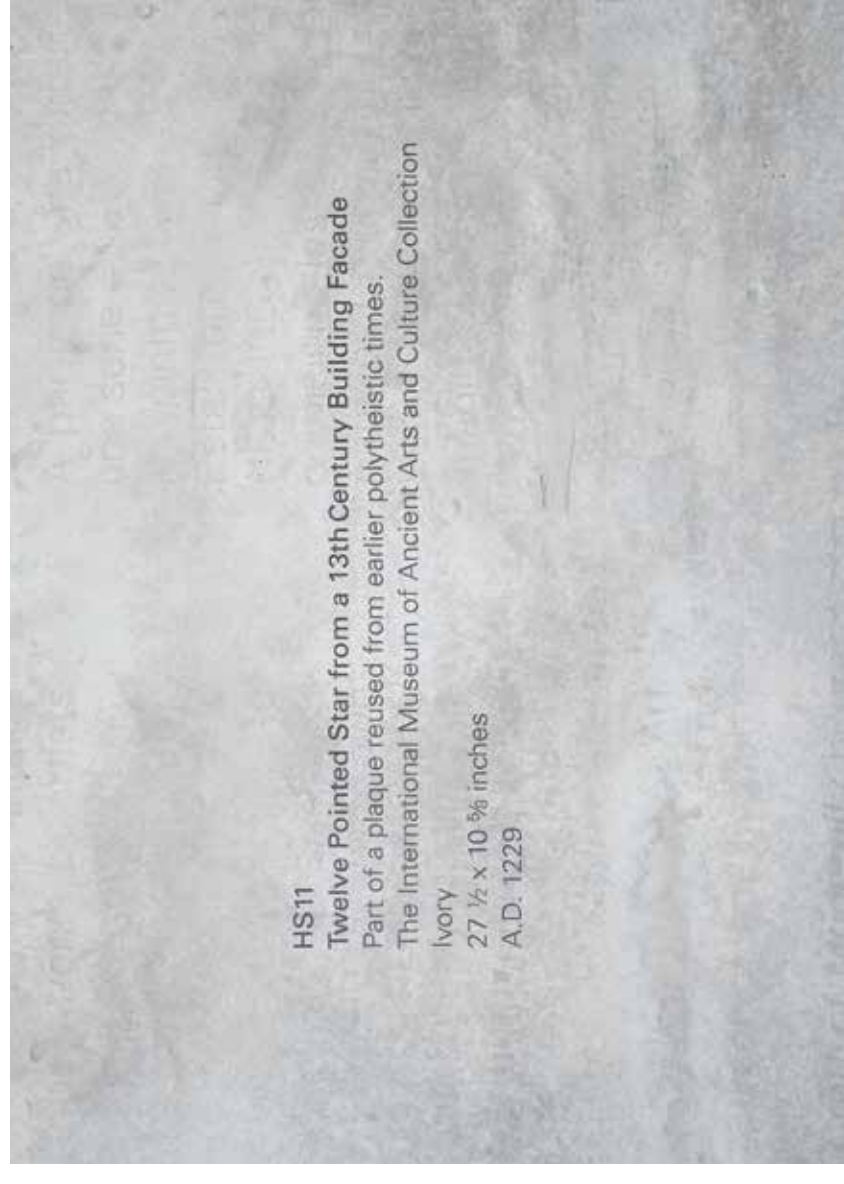 HS11
Twelve Pointed Star from a 13th Century Building Facade
Part of a plaque reused from earlier polytheistic times.
The International Museum of Ancient Arts and Culture Collection
Ivory
27 ½ x 10 ⅝ inches
A.D. 1229